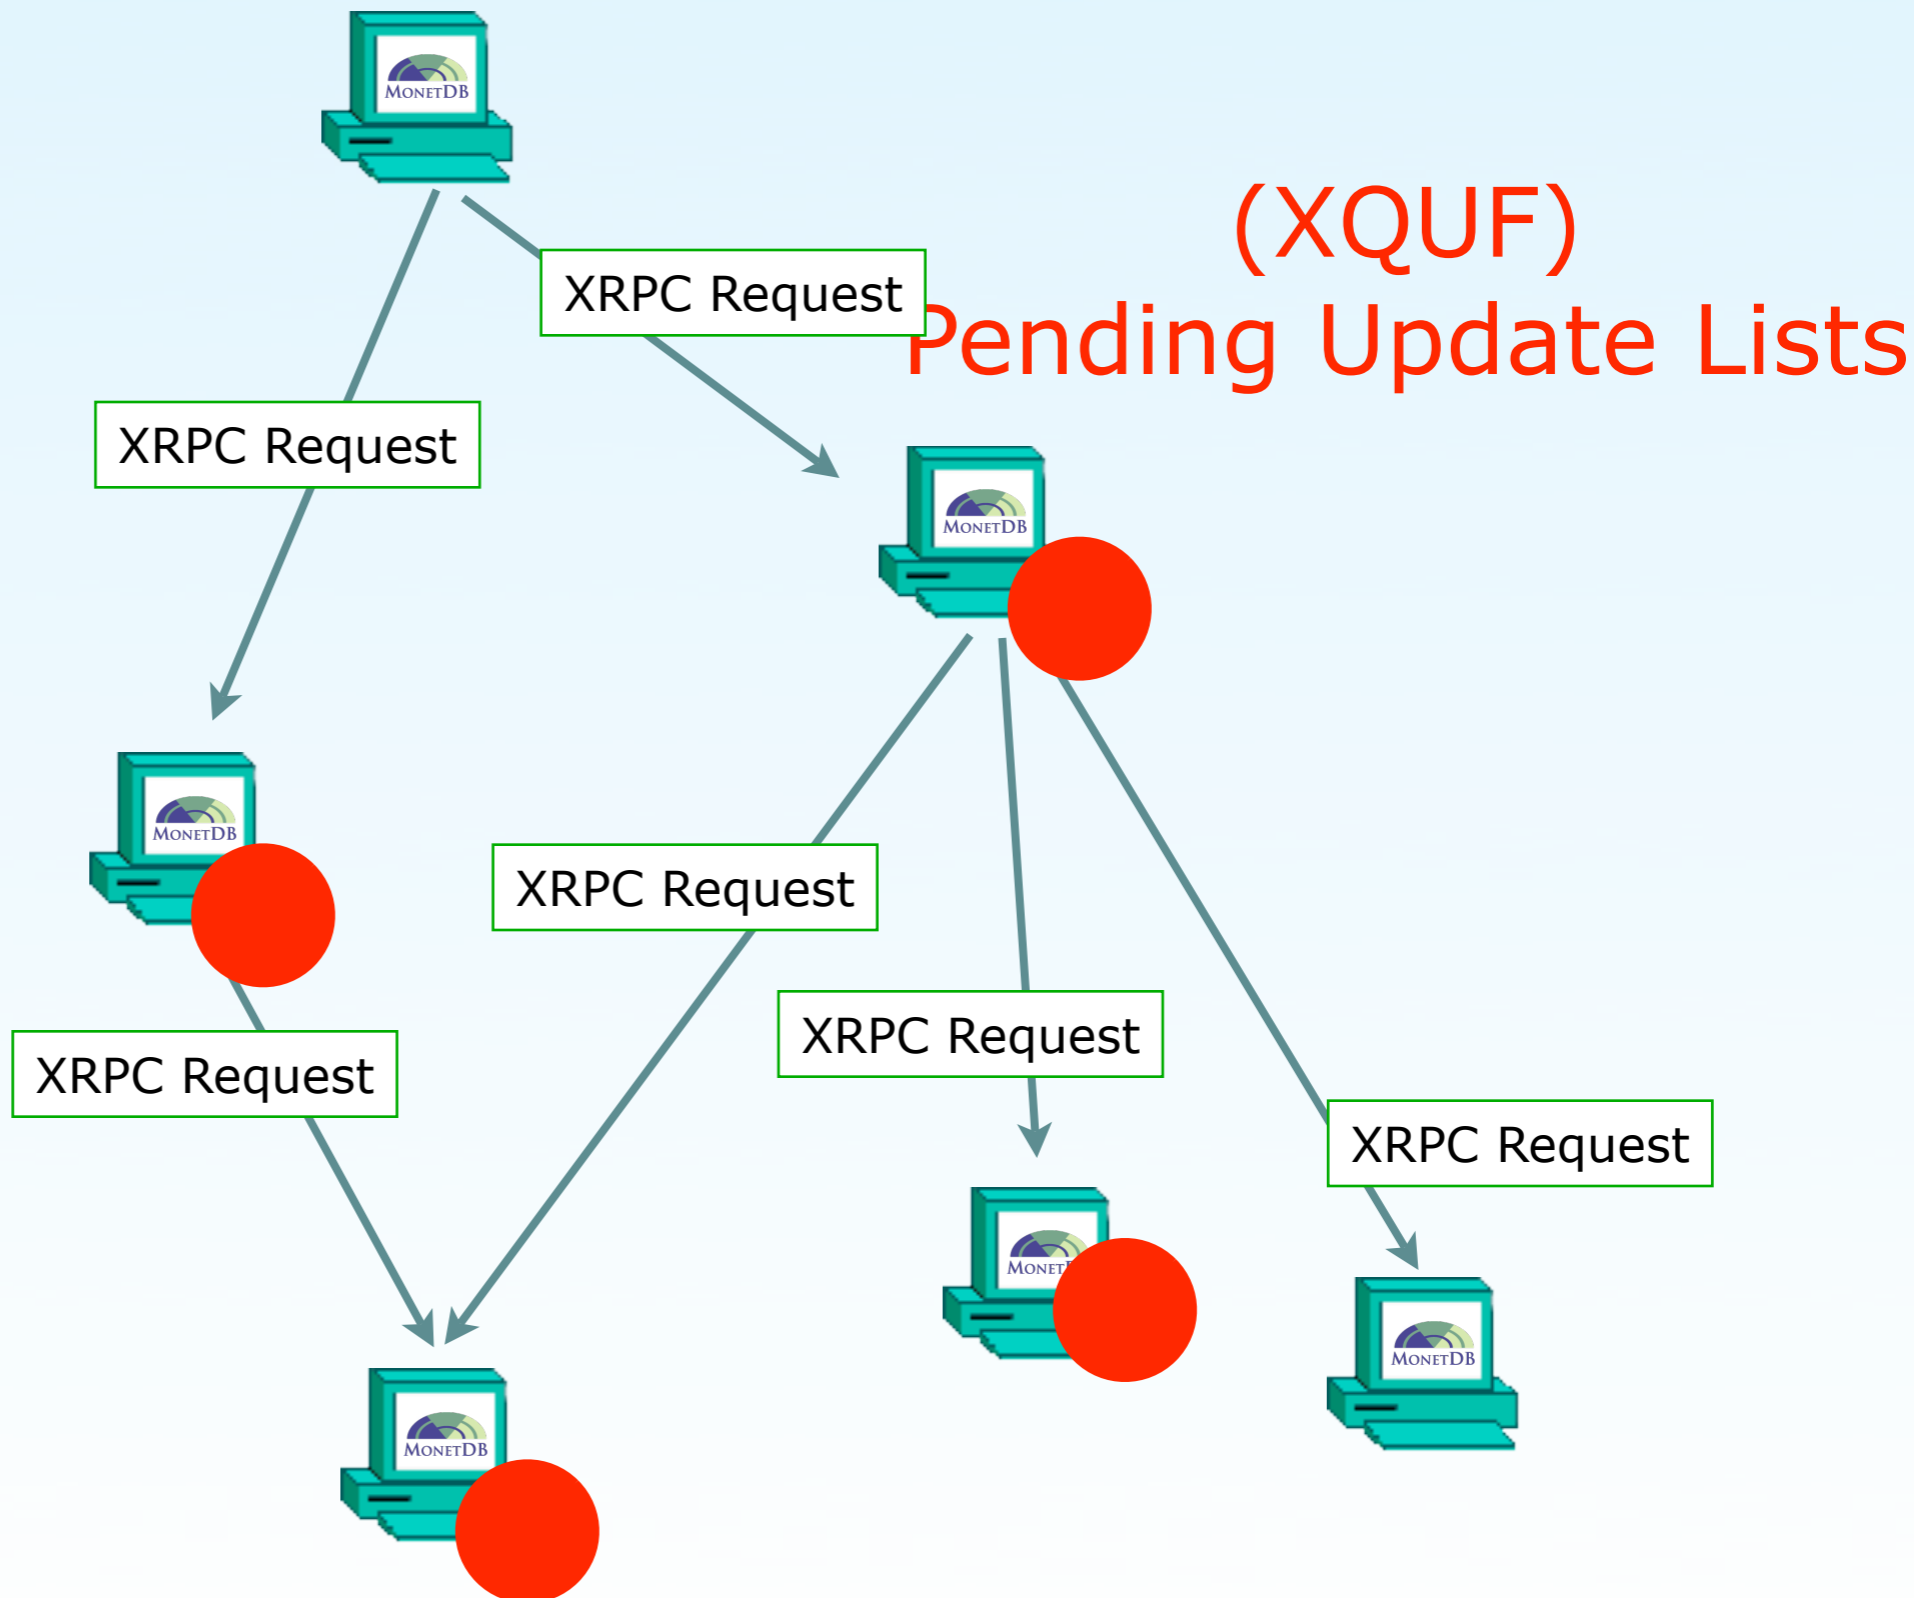 MONETDB
(XQUF)
XRPC Request
Pending Update Lists
XRPC Request
MONETDB
MONETDB
XRPC Request
XRPC Request
XRPC Request
XRPC Request
MONET
MONETDB
MONETDB